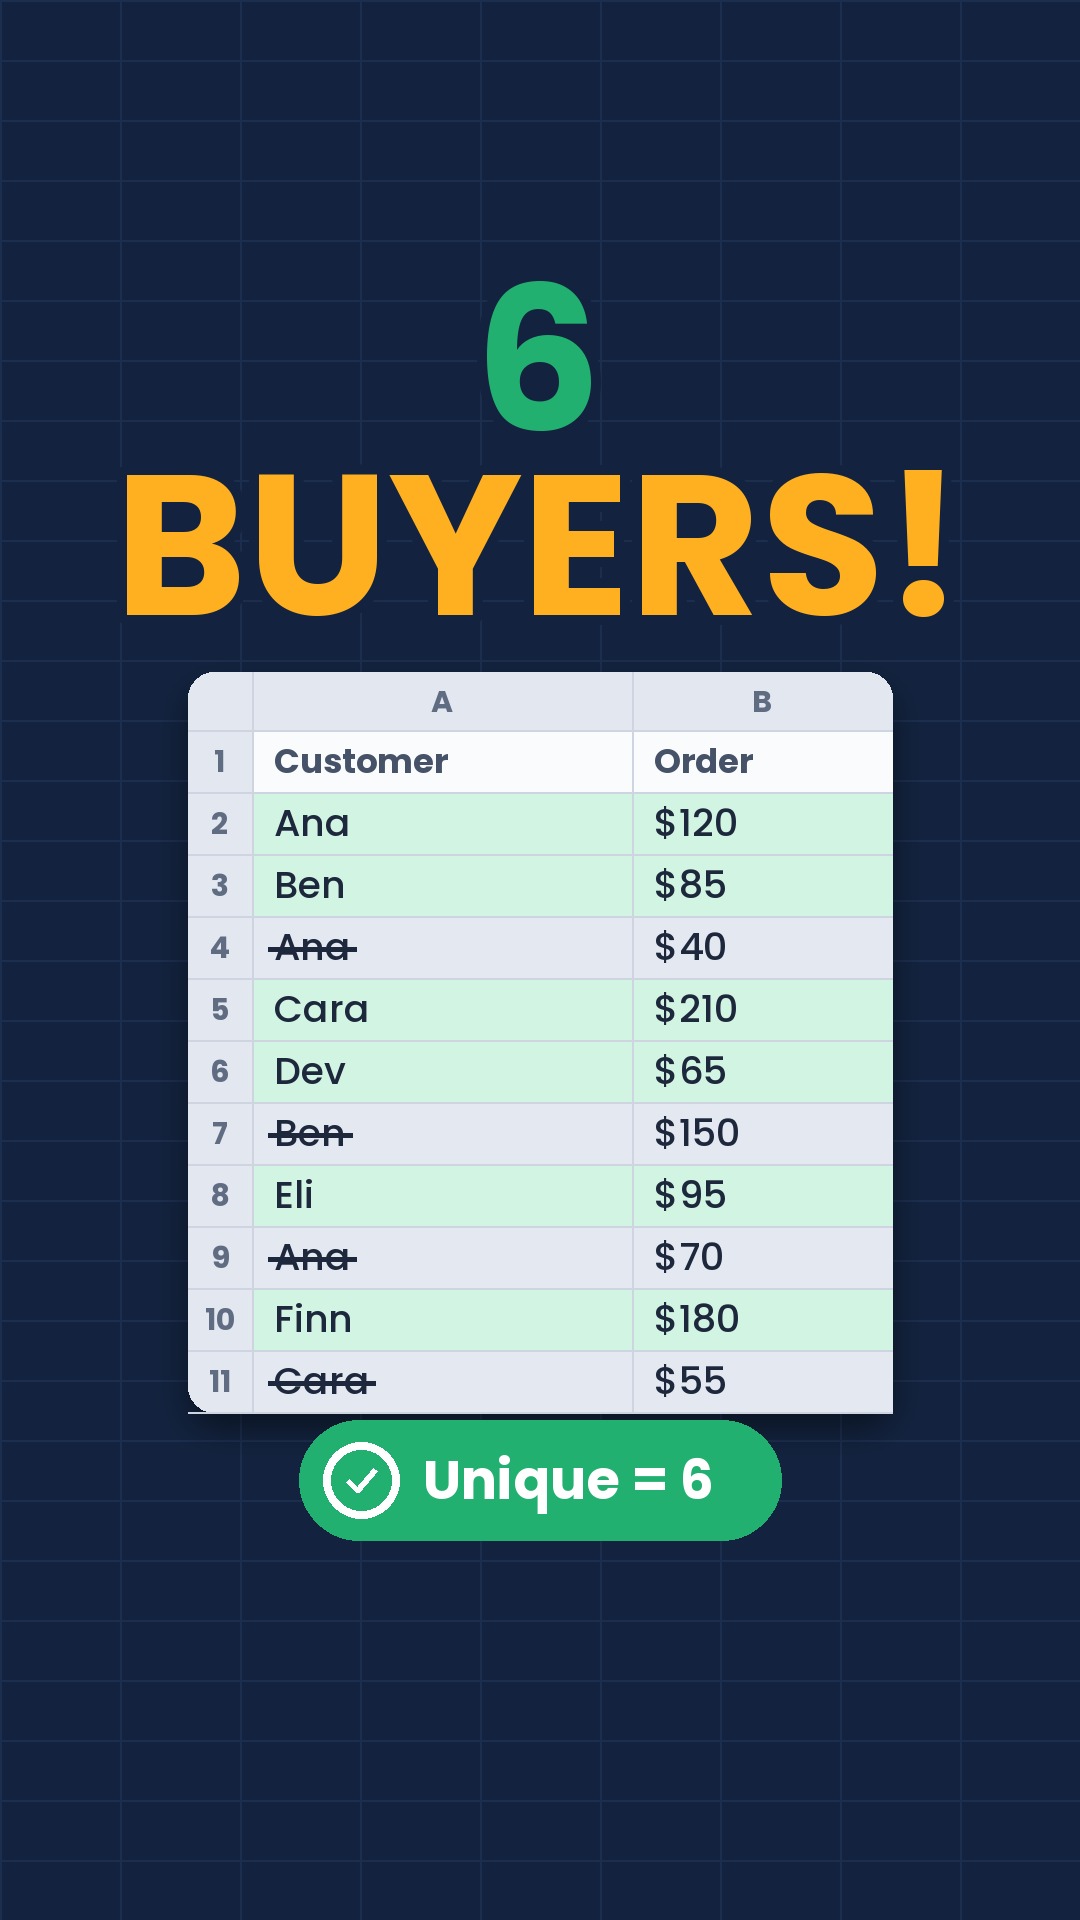 6
BUYERS!
A B
1 Customer Order
2 Ana $120
3 Ben $85
4 Ana $40
5 Cara $210
6 Dev $65
7 Ben $150
8 Eli $95
9 Ana $70
10 Finn $180
11 Cara $55
Unique = 6